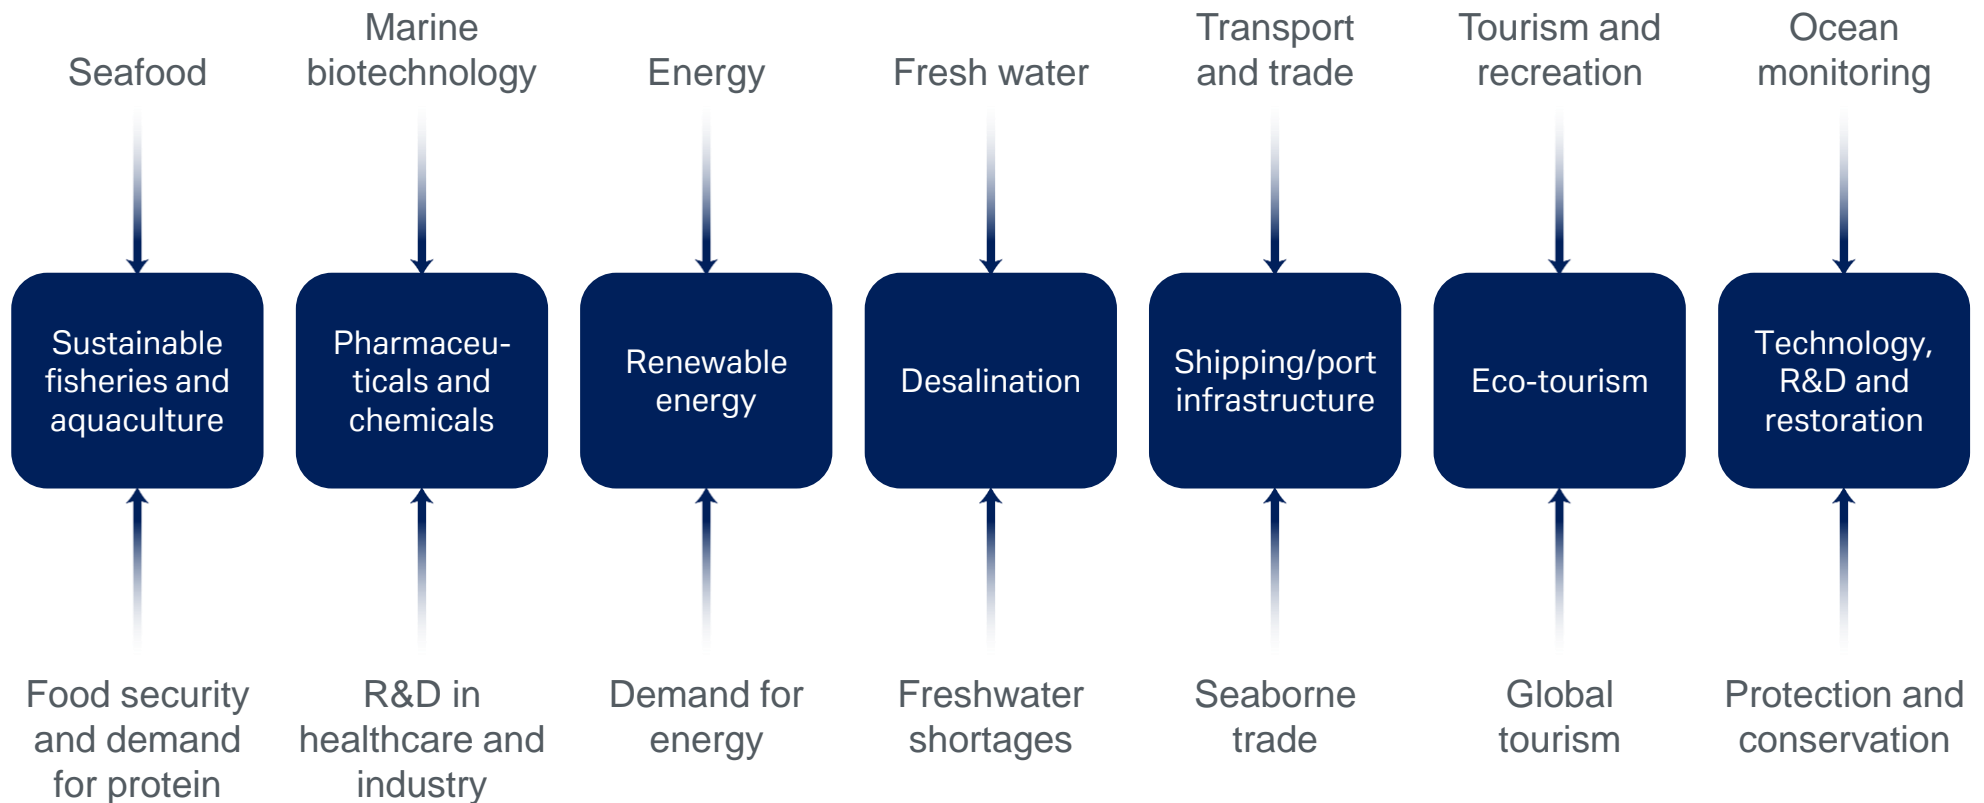 Seafood
Marine
biotechnology
Energy
Fresh water
Transport
and trade
Tourism and
recreation
Ocean
monitoring
Sustainable
fisheries and
aquaculture
Pharmaceu-
ticals and
chemicals
Renewable
energy
Desalination
Shipping/port
infrastructure
Eco-tourism
Technology,
R&D and
restoration
Food security
and demand
for protein
R&D in
healthcare and
industry
Demand for
energy
Freshwater
shortages
Seaborne
trade
Global
tourism
Protection and
conservation